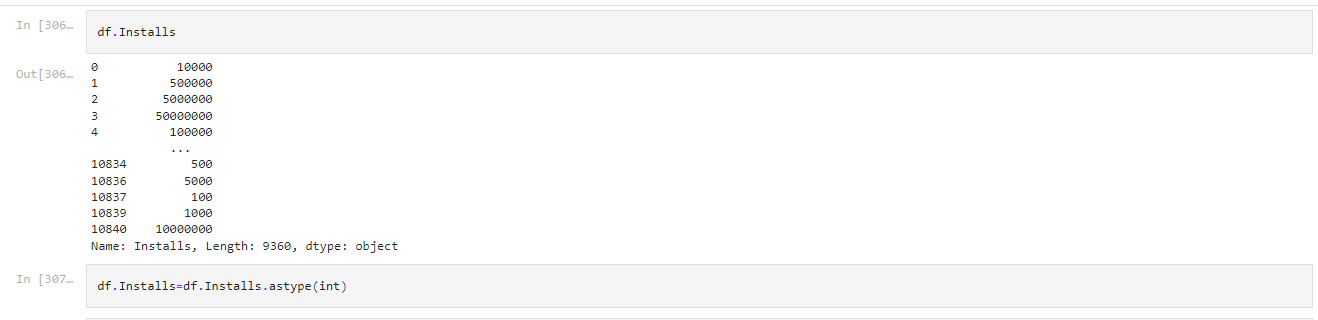 In [306…
df.Installs
Out[306…
0 10000
1 500000
2 5000000
3 50000000
4 100000
...
10834 500
10836 5000
10837 100
10839 1000
10840 10000000
Name: Installs, Length: 9360, dtype: object
In [307…
df.Installs=df.Installs.astype(int)